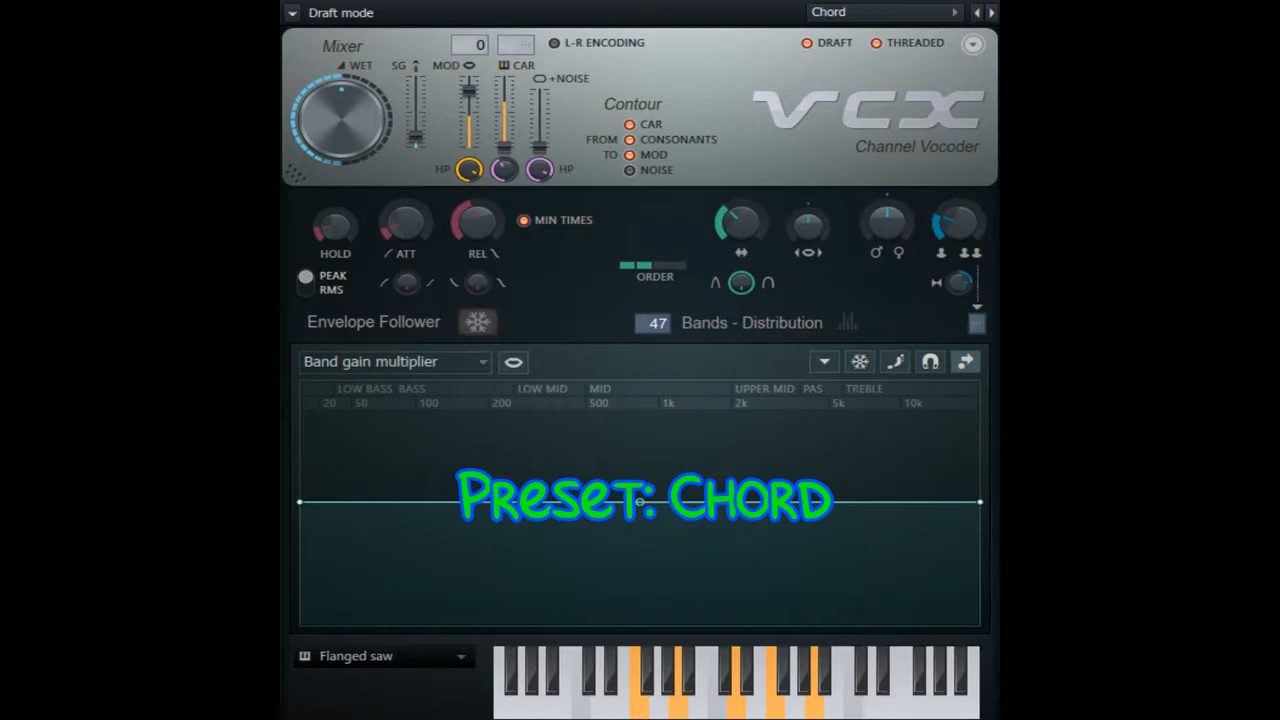 Draft mode
Chord
Mixer
0
L-R ENCODING
DRAFT
THREADED
WET
SG
MOD
CAR
+NOISE
Contour
CAR
FROM CONSONANTS
TO MOD
NOISE
HP
HP
VCX
Channel Vocoder
MIN TIMES
HOLD
ATT
REL
PEAK
RMS
ORDER
Envelope Follower
47 Bands - Distribution
Band gain multiplier
LOW BASS BASS LOW MID MID UPPER MID PAS TREBLE
20 50 100 200 500 1k 2k 5k 10k
Preset: Chord
Flanged saw